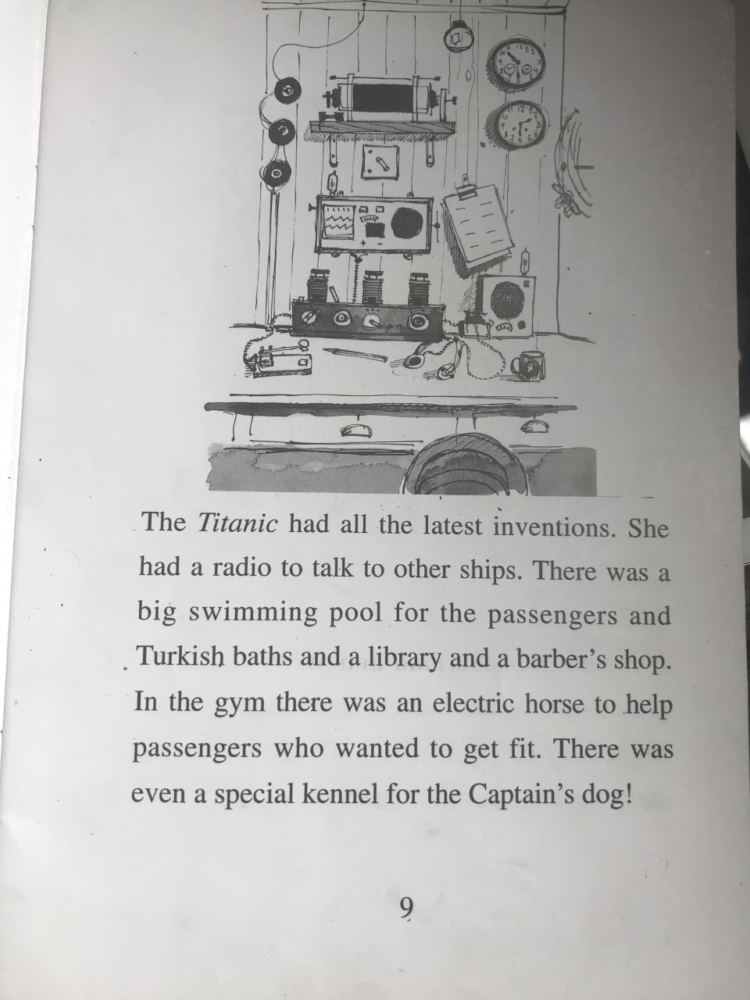 The Titanic had all the latest inventions. She
had a radio to talk to other ships. There was a
big swimming pool for the passengers and
Turkish baths and a library and a barber's shop.
In the gym there was an electric horse to help
passengers who wanted to get fit. There was
even a special kennel for the Captain's dog!
9